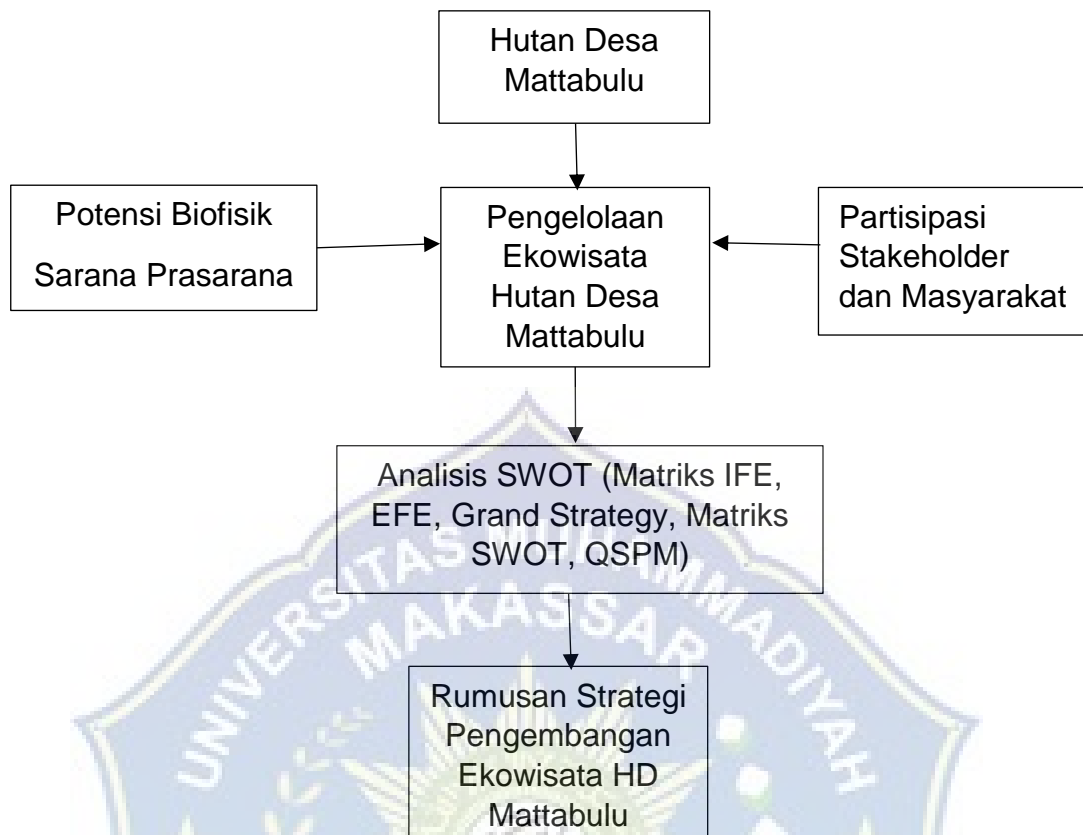 Hutan Desa
Mattabulu
Potensi Biofisik
Sarana Prasarana
Pengelolaan
Ekowisata
Hutan Desa
Mattabulu
Partisipasi
Stakeholder
dan Masyarakat
Analisis SWOT (Matriks IFE,
EFE, Grand Strategy, Matriks
SWOT, QSPM)
Rumusan Strategi
Pengembangan
Ekowisata HD
Mattabulu
UNIVERSITAS MUHAMMADIYAH
MAKASSAR